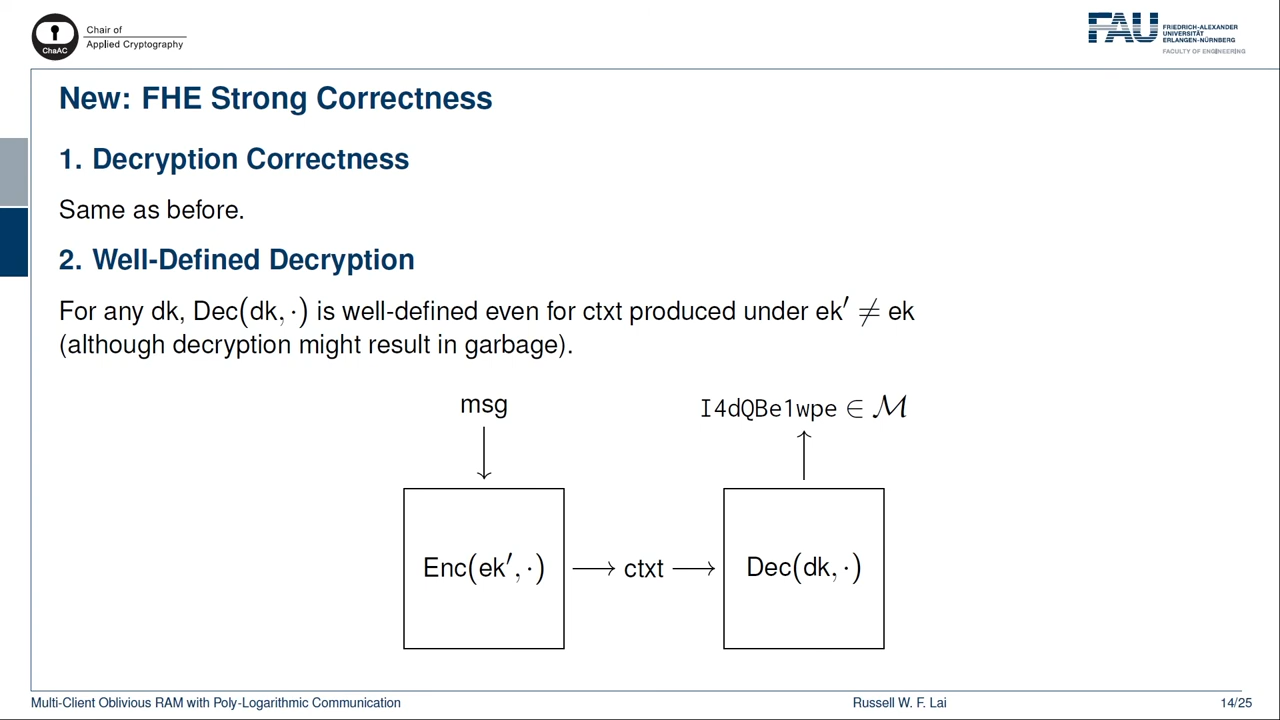 ChaAC
Chair of
Applied Cryptography
FAU
FRIEDRICH-ALEXANDER
UNIVERSITÄT
ERLANGEN-NÜRNBERG
FACULTY OF ENGINEERING
New: FHE Strong Correctness
1. Decryption Correctness
Same as before.
2. Well-Defined Decryption
For any dk, Dec(dk, ·) is well-defined even for ctxt produced under ek′ ≠ ek
(although decryption might result in garbage).
msg
I4dQBe1wpe ∈ ℳ
Enc(ek′, ·) → ctxt → Dec(dk, ·)
Multi-Client Oblivious RAM with Poly-Logarithmic Communication
Russell W. F. Lai
14/25